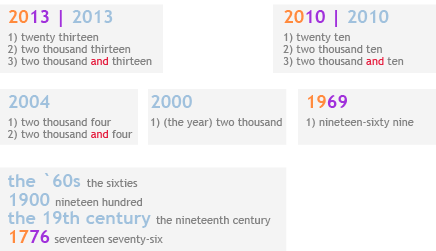 2013 | 2013
1) twenty thirteen
2) two thousand thirteen
3) two thousand and thirteen
2010 | 2010
1) twenty ten
2) two thousand ten
3) two thousand and ten
2004
1) two thousand four
2) two thousand and four
2000
1) (the year) two thousand
1969
1) nineteen-sixty nine
the `60s the sixties
1900 nineteen hundred
the 19th century the nineteenth century
1776 seventeen seventy-six